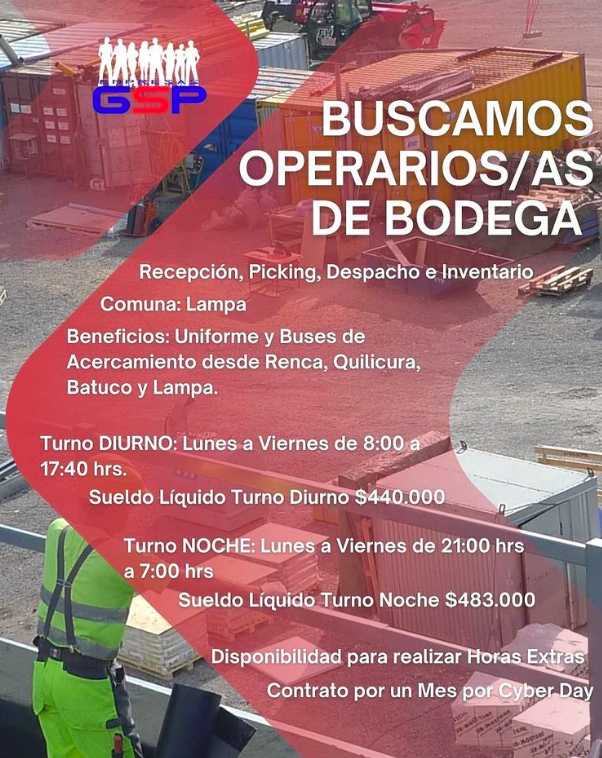 EMPRESAS
GSP
BUSCAMOS
OPERARIOS/AS
DE BODEGA
Recepción, Picking, Despacho e Inventario
Comuna: Lampa
Beneficios: Uniforme y Buses de
Acercamiento desde Renca, Quilicura,
Batuco y Lampa.
Turno DIURNO: Lunes a Viernes de 8:00 a
17:40 hrs.
Sueldo Líquido Turno Diurno $440.000
Turno NOCHE: Lunes a Viernes de 21:00 hrs
a 7:00 hrs
Sueldo Líquido Turno Noche $483.000
Disponibilidad para realizar Horas Extras
Contrato por un Mes por Cyber Day